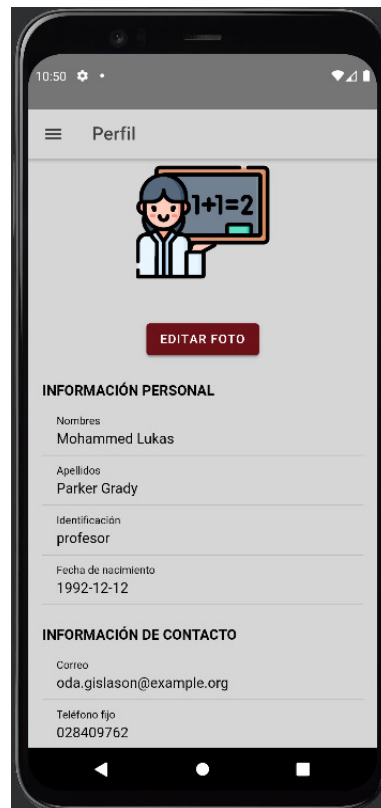 10:50
Perfil
1+1=2
EDITAR FOTO
INFORMACIÓN PERSONAL
Nombres
Mohammed Lukas
Apellidos
Parker Grady
Identificación
profesor
Fecha de nacimiento
1992-12-12
INFORMACIÓN DE CONTACTO
Correo
oda.gislason@example.org
Teléfono fijo
028409762